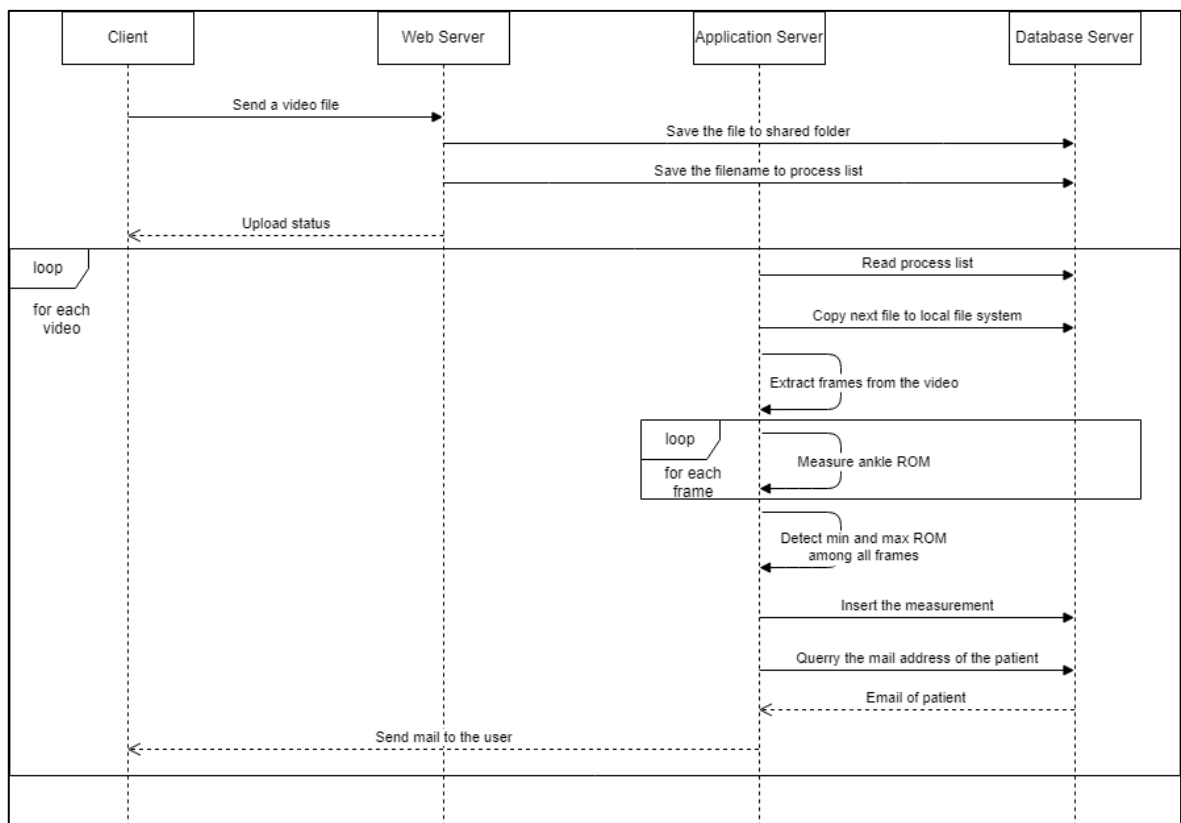 Client
Web Server
Application Server
Database Server
Send a video file
Save the file to shared folder
Save the filename to process list
Upload status
loop
for each
video
Read process list
Copy next file to local file system
Extract frames from the video
loop
for each
frame
Measure ankle ROM
Detect min and max ROM
among all frames
Insert the measurement
Querry the mail address of the patient
Email of patient
Send mail to the user